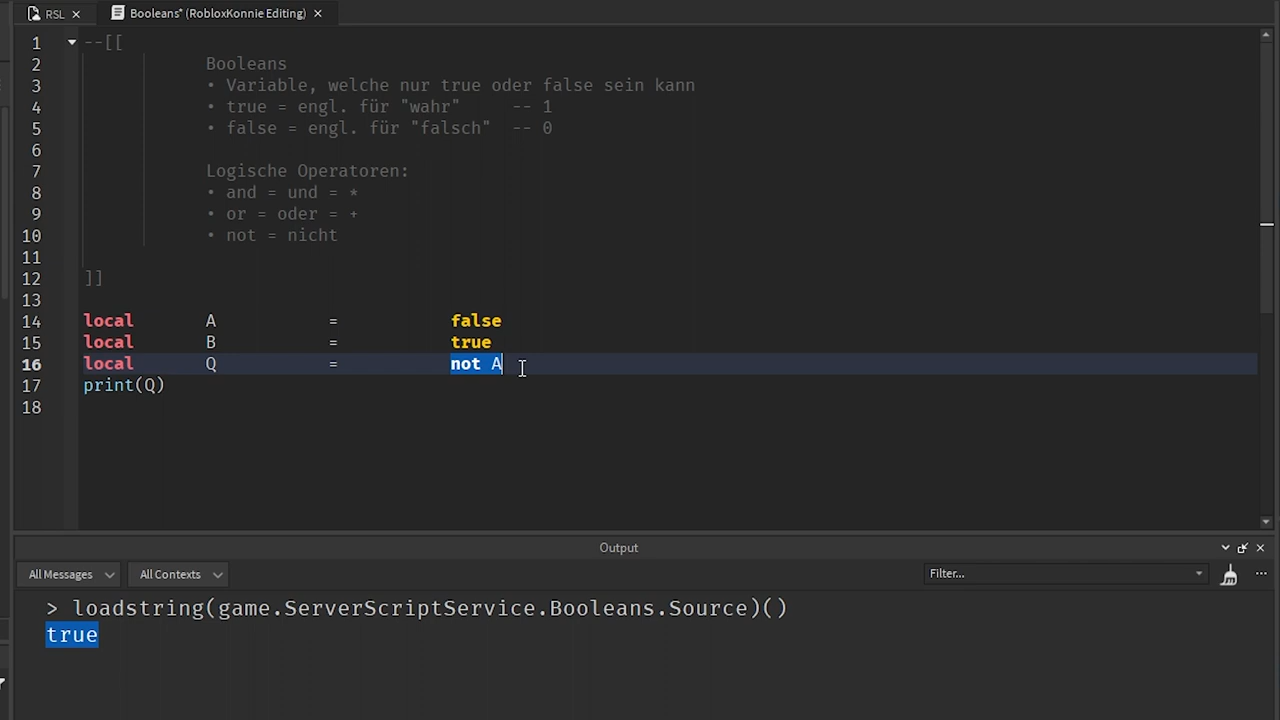 RSL
Booleans* (RobloxKonnie Editing)
1 --[[
2 Booleans
3 • Variable, welche nur true oder false sein kann
4 • true = engl. für "wahr" -- 1
5 • false = engl. für "falsch" -- 0
6
7 Logische Operatoren:
8 • and = und = *
9 • or = oder = +
10 • not = nicht
11
12 ]]
13
14 local A = false
15 local B = true
16 local Q = not A
17 print(Q)
18
Output
All Messages All Contexts Filter...
> loadstring(game.ServerScriptService.Booleans.Source)()
true